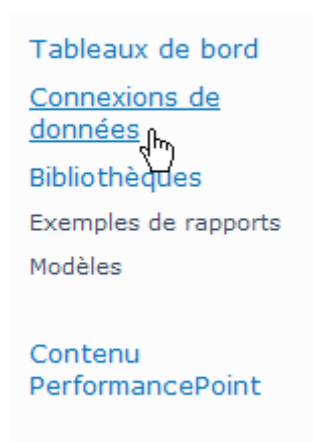 Tableaux de bord
Connexions de
données
Bibliothèques
Exemples de rapports
Modèles
Contenu
PerformancePoint